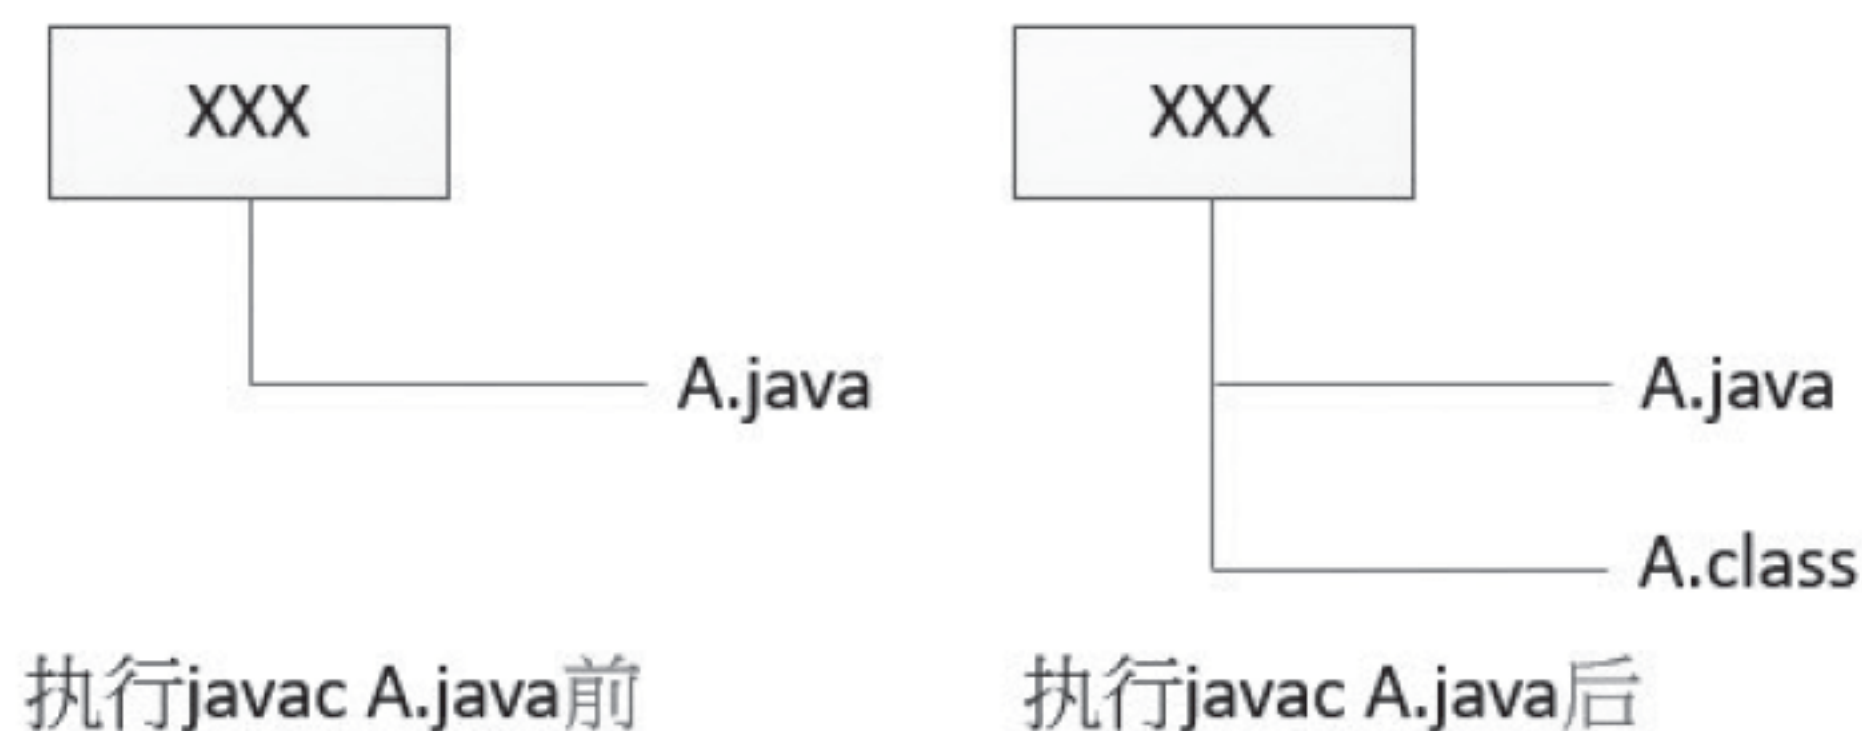 XXX
A.java
执行javac A.java前
XXX
A.java
A.class
执行javac A.java后